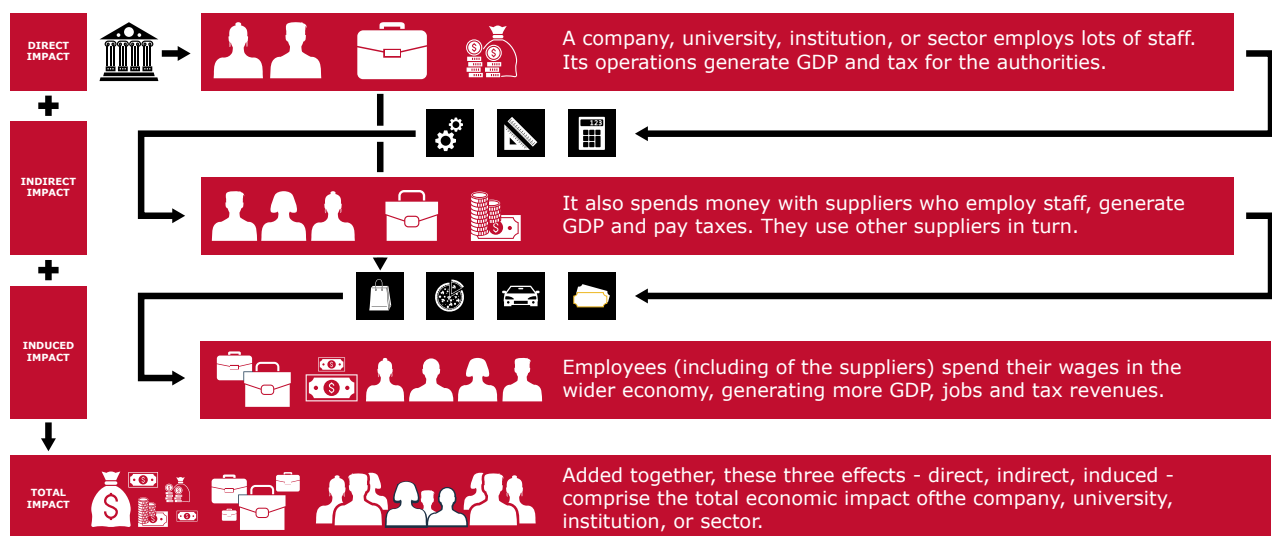 DIRECT
IMPACT
A company, university, institution, or sector employs lots of staff.
Its operations generate GDP and tax for the authorities.
123
INDIRECT
IMPACT
It also spends money with suppliers who employ staff, generate
GDP and pay taxes. They use other suppliers in turn.
INDUCED
IMPACT
Employees (including of the suppliers) spend their wages in the
wider economy, generating more GDP, jobs and tax revenues.
TOTAL
IMPACT
Added together, these three effects - direct, indirect, induced -
comprise the total economic impact ofthe company, university,
institution, or sector.